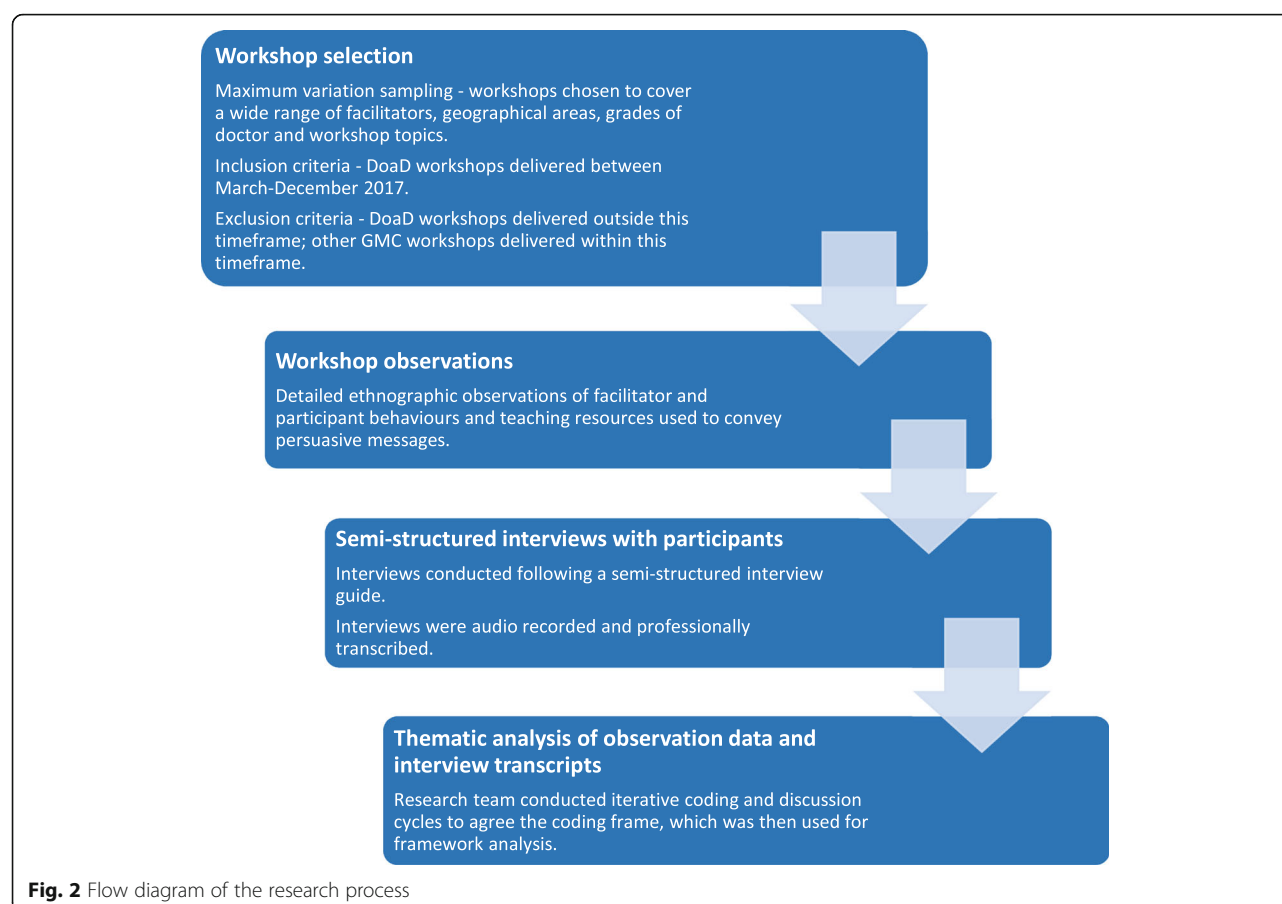 Workshop selection
Maximum variation sampling - workshops chosen to cover
a wide range of facilitators, geographical areas, grades of
doctor and workshop topics.
Inclusion criteria - DoaD workshops delivered between
March-December 2017.
Exclusion criteria - DoaD workshops delivered outside this
timeframe; other GMC workshops delivered within this
timeframe.
Workshop observations
Detailed ethnographic observations of facilitator and
participant behaviours and teaching resources used to convey
persuasive messages.
Semi-structured interviews with participants
Interviews conducted following a semi-structured interview
guide.
Interviews were audio recorded and professionally
transcribed.
Thematic analysis of observation data and
interview transcripts
Research team conducted iterative coding and discussion
cycles to agree the coding frame, which was then used for
framework analysis.
Fig. 2 Flow diagram of the research process